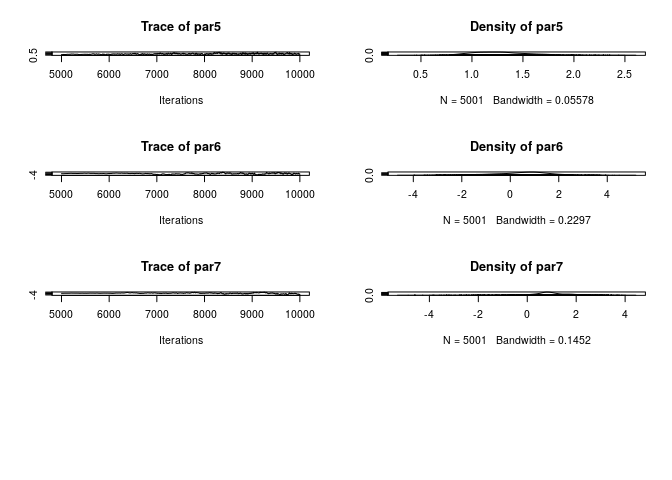 Trace of par5 Density of par5
0.5 0.0
5000 6000 7000 8000 9000 10000 0.5 1.0 1.5 2.0 2.5
Iterations N = 5001 Bandwidth = 0.05578
Trace of par6 Density of par6
-4 0.0
5000 6000 7000 8000 9000 10000 -4 -2 0 2 4
Iterations N = 5001 Bandwidth = 0.2297
Trace of par7 Density of par7
-4 0.0
5000 6000 7000 8000 9000 10000 -4 -2 0 2 4
Iterations N = 5001 Bandwidth = 0.1452